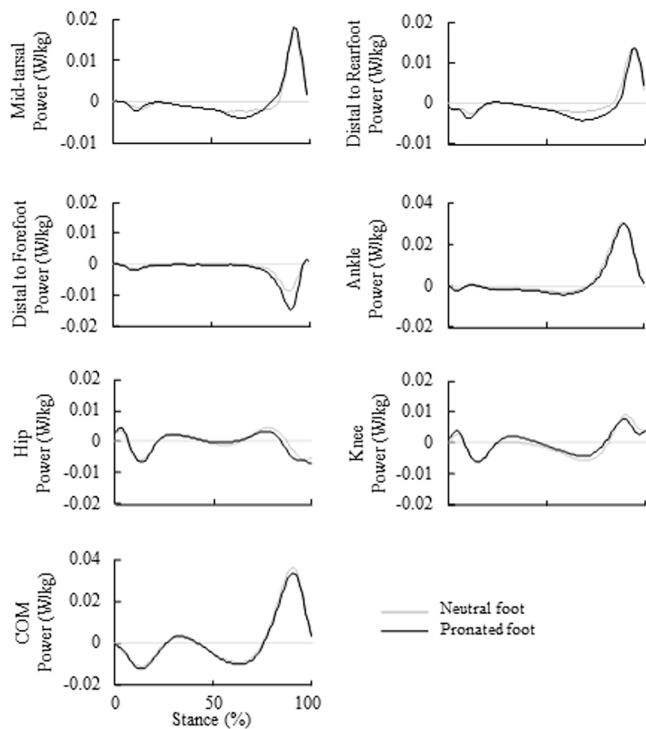 Mid-tarsal
Power (W/kg)
0.02
0.01
0
-0.01
Distal to Rearfoot
Power (W/kg)
0.02
0.01
0
-0.01
Distal to Forefoot
Power (W/kg)
0.02
0.01
0
-0.01
-0.02
Ankle
Power (W/kg)
0.04
0.02
0
-0.02
Hip
Power (W/kg)
0.02
0.01
0
-0.01
-0.02
Knee
Power (W/kg)
0.02
0.01
0
-0.01
-0.02
COM
Power (W/kg)
0.04
0.02
0
-0.02
0 50 100
Stance (%)
Neutral foot
Pronated foot